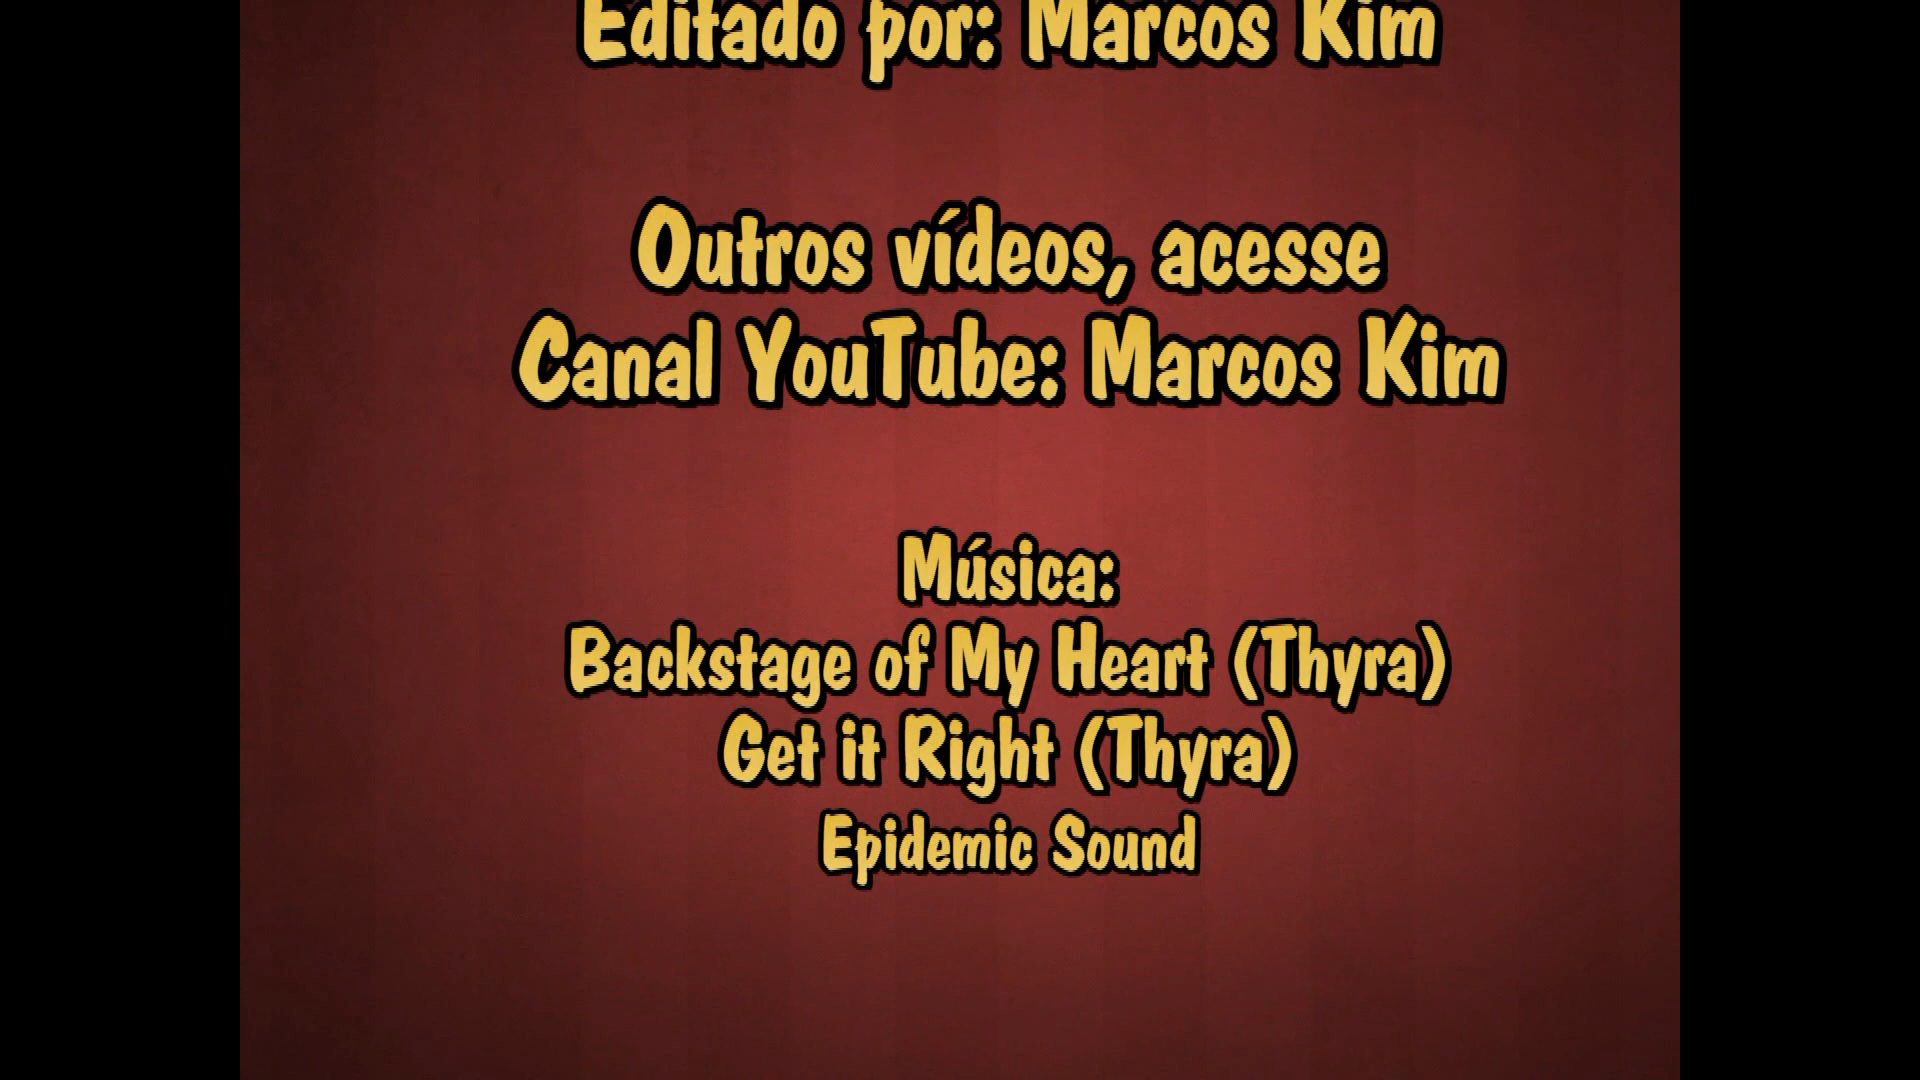 Editado por: Marcos Kim
Outros vídeos, acesse
Canal YouTube: Marcos Kim
Música:
Backstage of My Heart (Thyra)
Get it Right (Thyra)
Epidemic Sound